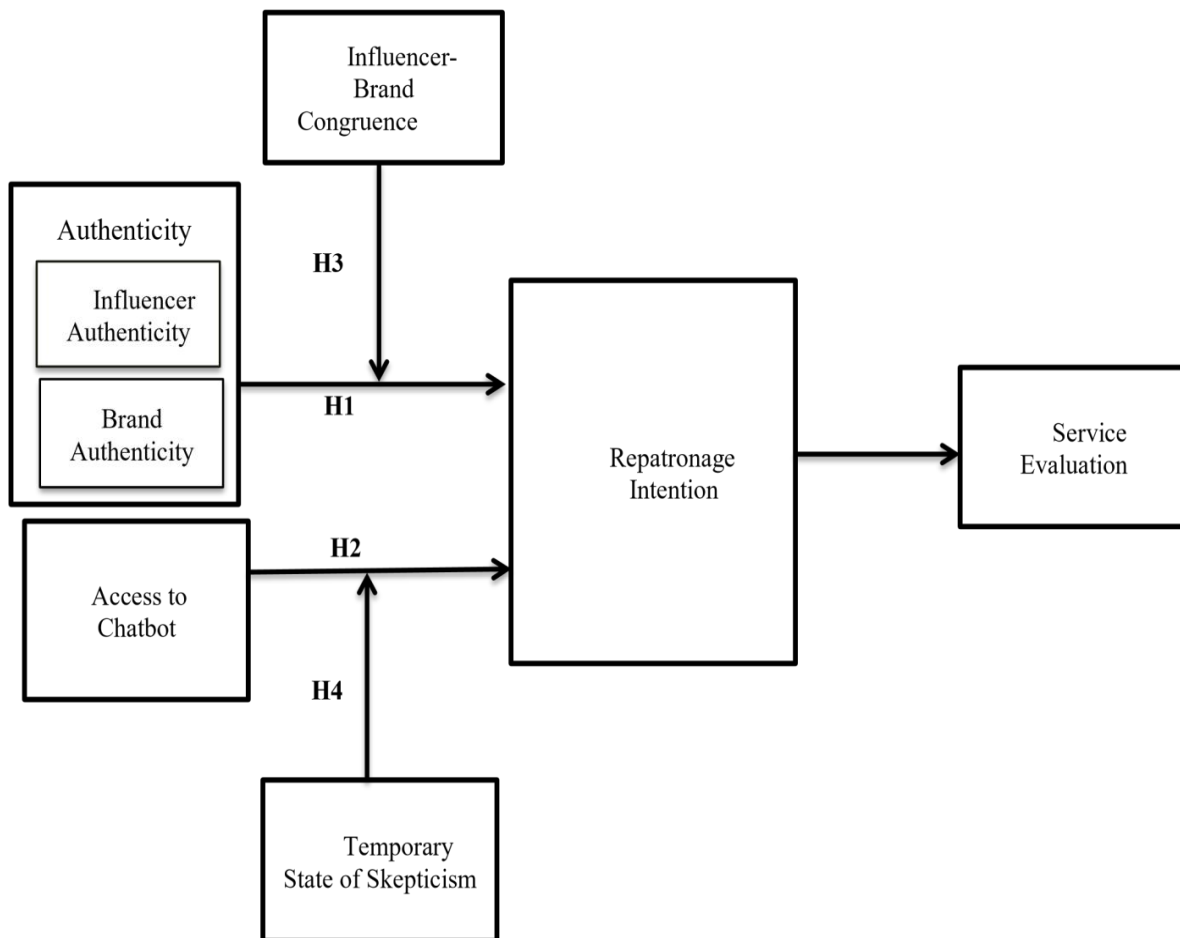 Influencer-
Brand
Congruence
Authenticity
Influencer
Authenticity
Brand
Authenticity
H3
H1
Repatronage
Intention
Service
Evaluation
H2
Access to
Chatbot
H4
Temporary
State of Skepticism